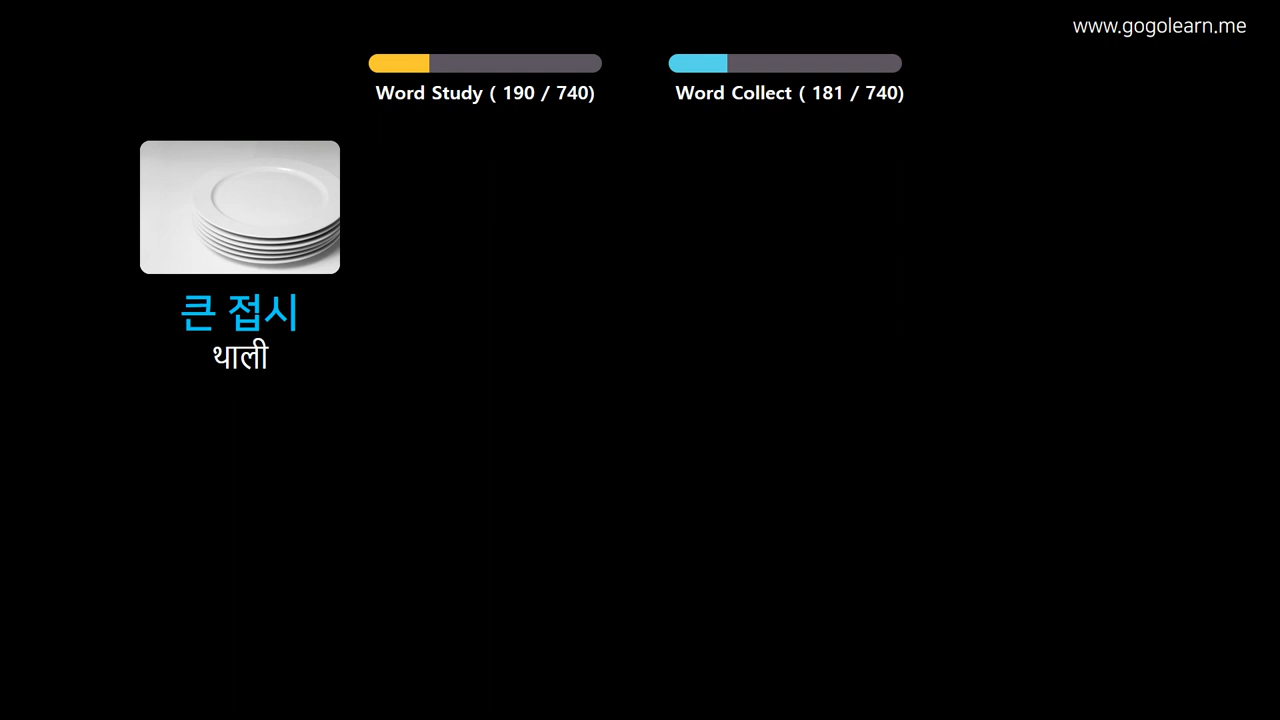 www.gogolearn.me
Word Study ( 190 / 740)
Word Collect ( 181 / 740)
큰 접시
थाली